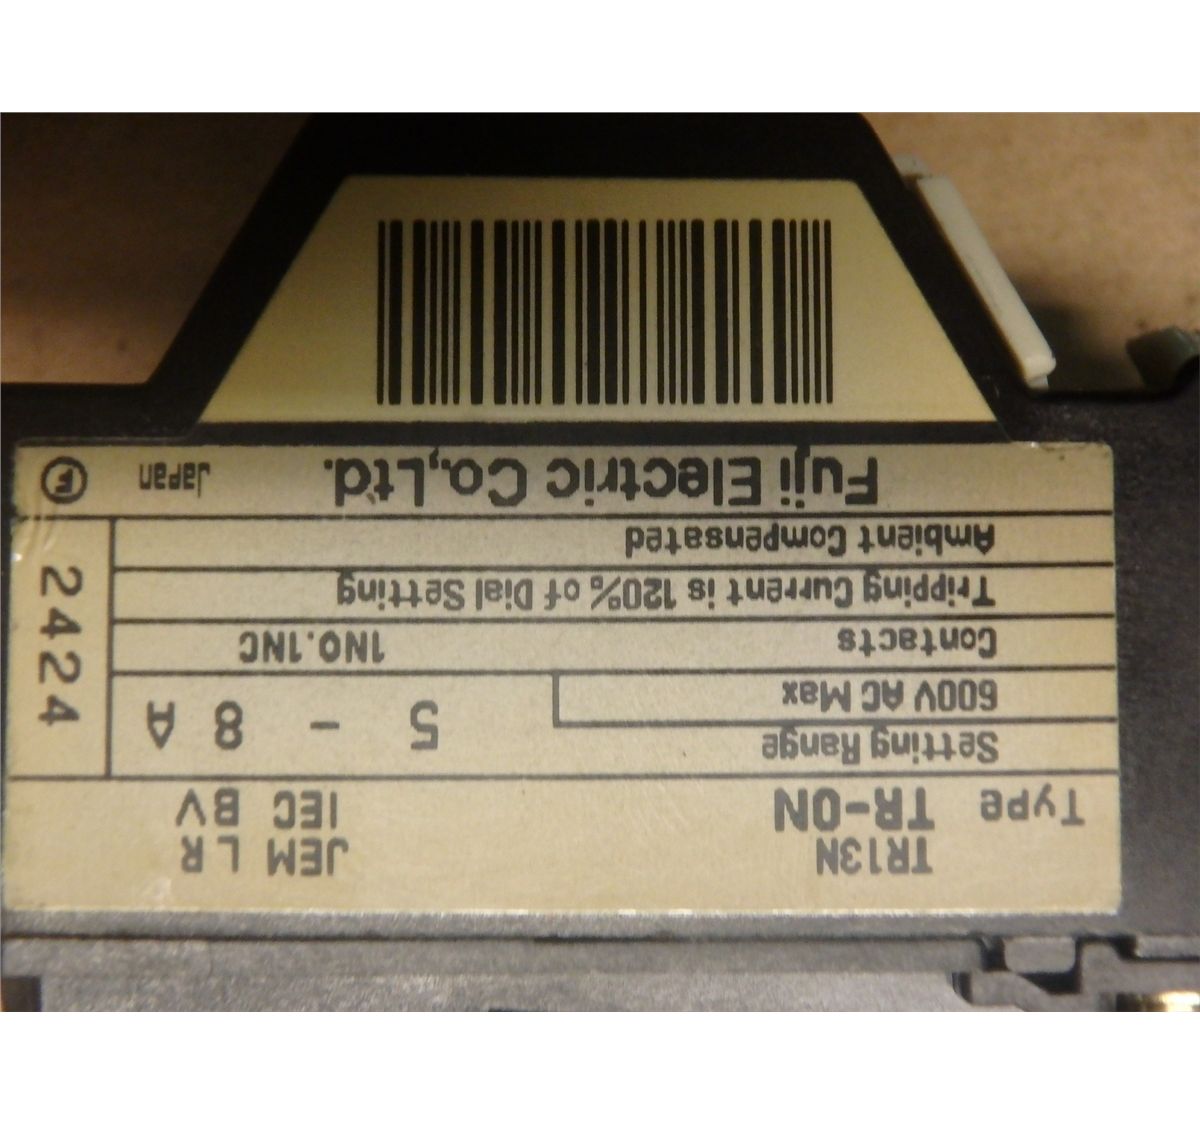 TR13N JEM LR
Type TR-0N IEC BV
Setting Range
600V AC Max
5 - 8 A
Contacts 1NO.1NC
Tripping Current is 120% of Dial Setting
Ambient Compensated
2424
Fuji Electric Co.,Ltd. Japan F